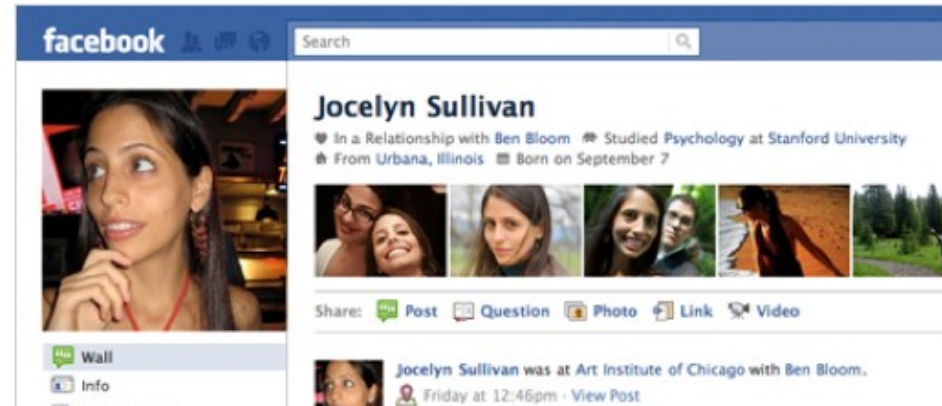 facebook
Search
Jocelyn Sullivan
In a Relationship with Ben Bloom Studied Psychology at Stanford University
From Urbana, Illinois Born on September 7
Share: Post Question Photo Link Video
Wall
Info
Jocelyn Sullivan was at Art Institute of Chicago with Ben Bloom.
Friday at 12:46pm · View Post